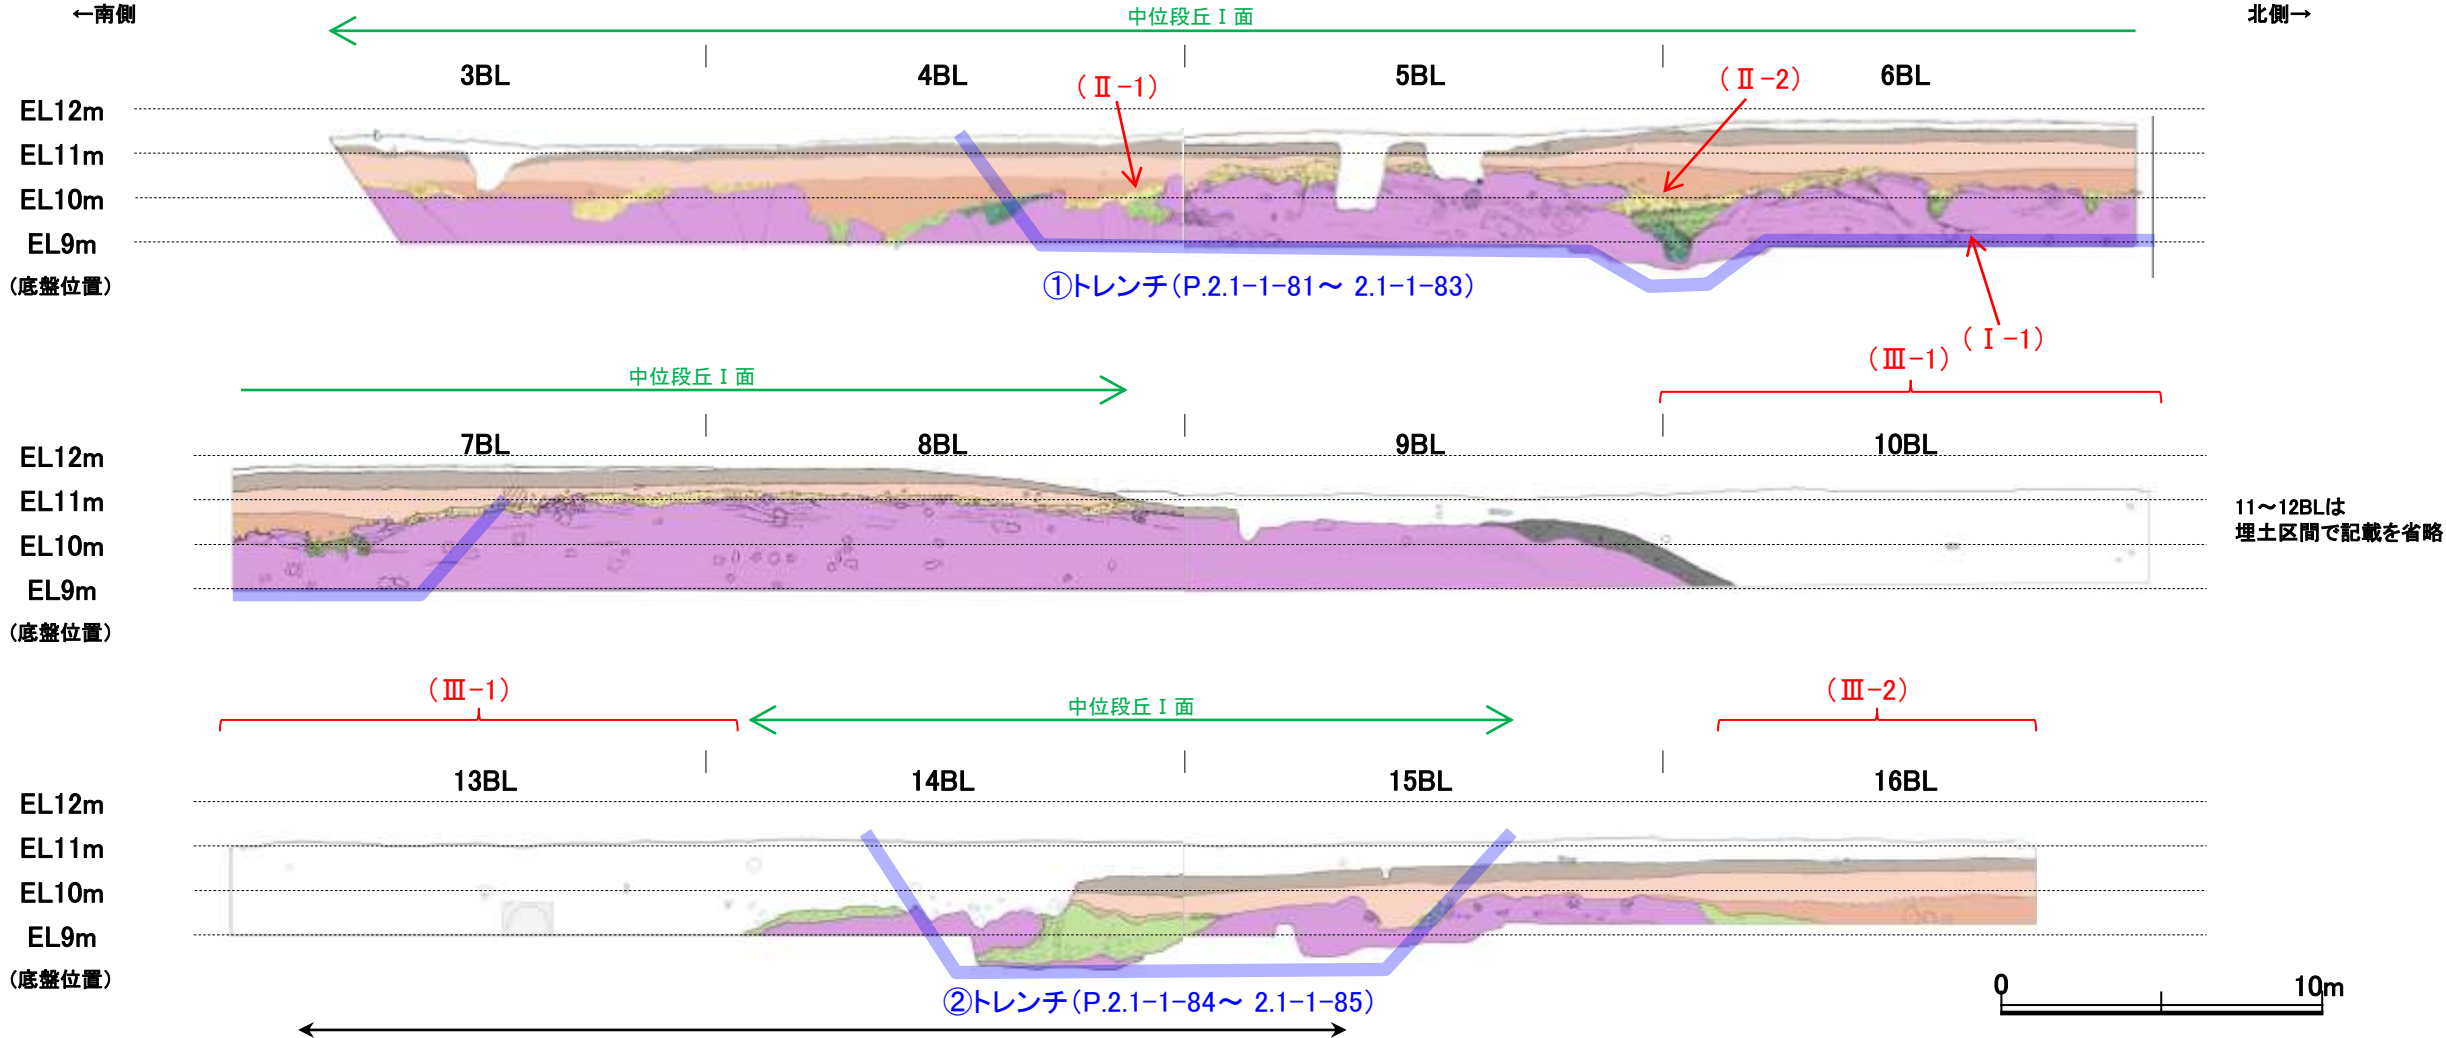 ←南側
北側→
中位段丘Ⅰ面
3BL
4BL
5BL
6BL
(Ⅱ-1)
(Ⅱ-2)
EL12m
EL11m
EL10m
EL9m
(底盤位置)
①トレンチ(P.2.1-1-81～ 2.1-1-83)
(Ⅰ-1)
(Ⅲ-1)
中位段丘Ⅰ面
7BL
8BL
9BL
10BL
EL12m
EL11m
EL10m
EL9m
(底盤位置)
11～12BLは
埋土区間で記載を省略
(Ⅲ-1)
中位段丘Ⅰ面
(Ⅲ-2)
13BL
14BL
15BL
16BL
EL12m
EL11m
EL10m
EL9m
(底盤位置)
②トレンチ(P.2.1-1-84～ 2.1-1-85)
0
10m